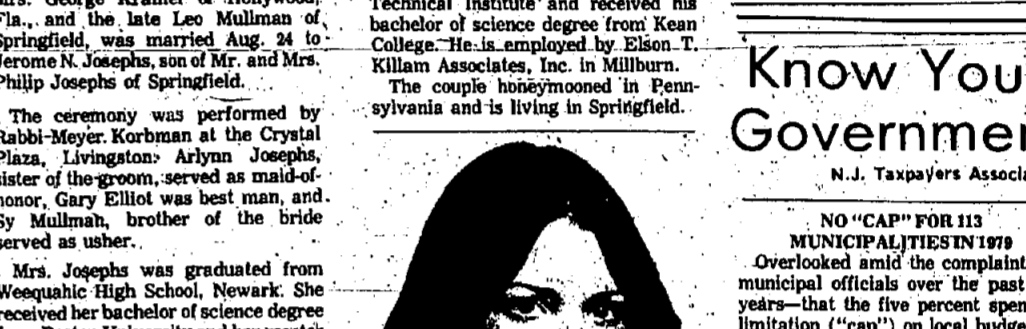 Fla., and the late Leo Mullman of
Springfield, was married Aug. 24 to
Jerome N. Josephs, son of Mr. and Mrs.
Philip Josephs of Springfield.
The ceremony was performed by
Rabbi Meyer Korbman at the Crystal
Plaza, Livingston. Arlynn Josephs,
sister of the groom, served as maid-of-
honor, Gary Elliot was best man, and
Sy Mullman, brother of the bride
served as usher.
Mrs. Josephs was graduated from
Weequahic High School, Newark. She
received her bachelor of science degree
Technical Institute and received his
bachelor of science degree from Kean
College. He is employed by Elson T.
Killam Associates, Inc. in Millburn.
The couple honeymooned in Penn-
sylvania and is living in Springfield.
Know You
Governme
N.J. Taxpayers Associa
NO "CAP" FOR 113
MUNICIPALITIES IN 1979
Overlooked amid the complaint
municipal officials over the past
years—that the five percent spen
limitation ("cap") on local budg